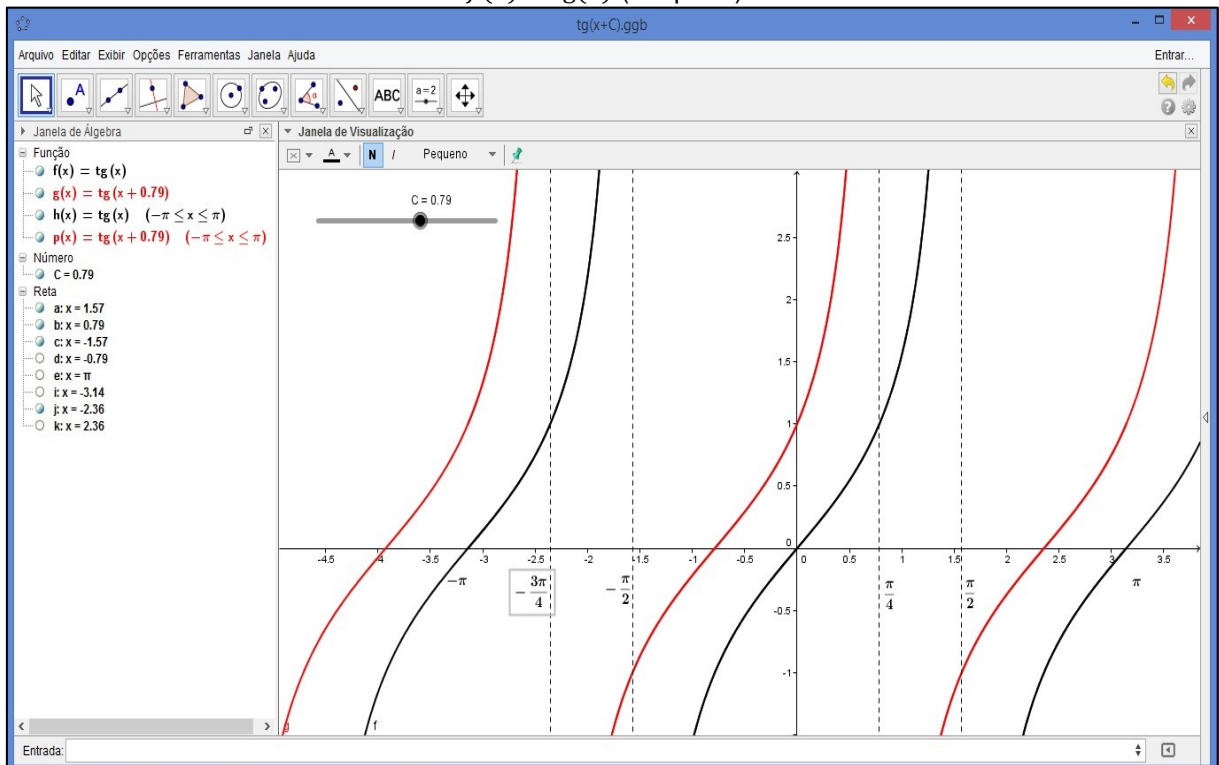 tg(x+C).ggb
Arquivo Editar Exibir Opções Ferramentas Janela Ajuda
Entrar...
A
α
ABC
a=2
Janela de Álgebra
Janela de Visualização
A N I Pequeno
Função
f(x) = tg(x)
g(x) = tg(x + 0.79)
h(x) = tg(x) (−π ≤ x ≤ π)
p(x) = tg(x + 0.79) (−π ≤ x ≤ π)
Número
C = 0.79
Reta
a: x = 1.57
b: x = 0.79
c: x = -1.57
d: x = -0.79
e: x = π
i: x = -3.14
j: x = -2.36
k: x = 2.36
C = 0.79
2.5
2
1.5
1
0.5
0
-4.5 -4 -3.5 -3 -2.5 -2 -1.5 -1 -0.5 0 0.5 1 1.5 2 2.5 3 3.5
−π
−3π/4
−π/2
π/4
π/2
π
-0.5
-1
g
f
Entrada: